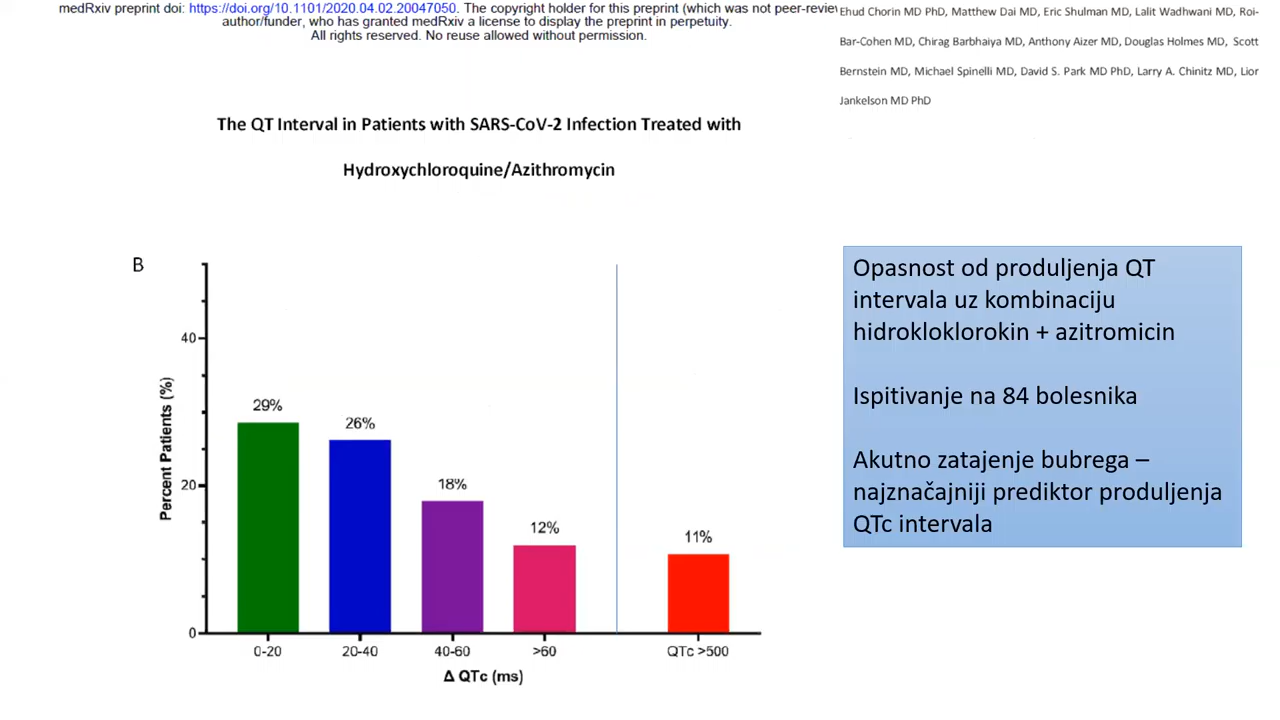 medRxiv preprint doi: https://doi.org/10.1101/2020.04.02.20047050. The copyright holder for this preprint (which was not peer-review
author/funder, who has granted medRxiv a license to display the preprint in perpetuity.
All rights reserved. No reuse allowed without permission.
Ehud Chorin MD PhD, Matthew Dai MD, Eric Shulman MD, Lalit Wadhwani MD, Roi-
Bar-Cohen MD, Chirag Barbhaiya MD, Anthony Aizer MD, Douglas Holmes MD, Scott
Bernstein MD, Michael Spinelli MD, David S. Park MD PhD, Larry A. Chinitz MD, Lior
Jankelson MD PhD
The QT Interval in Patients with SARS-CoV-2 Infection Treated with
Hydroxychloroquine/Azithromycin
B
Percent Patients (%)
40
20
0
29%
26%
18%
12%
11%
0-20
20-40
40-60
>60
QTc >500
Δ QTc (ms)
Opasnost od produljenja QT
intervala uz kombinaciju
hidrokloklorokin + azitromicin
Ispitivanje na 84 bolesnika
Akutno zatajenje bubrega –
najznačajniji prediktor produljenja
QTc intervala